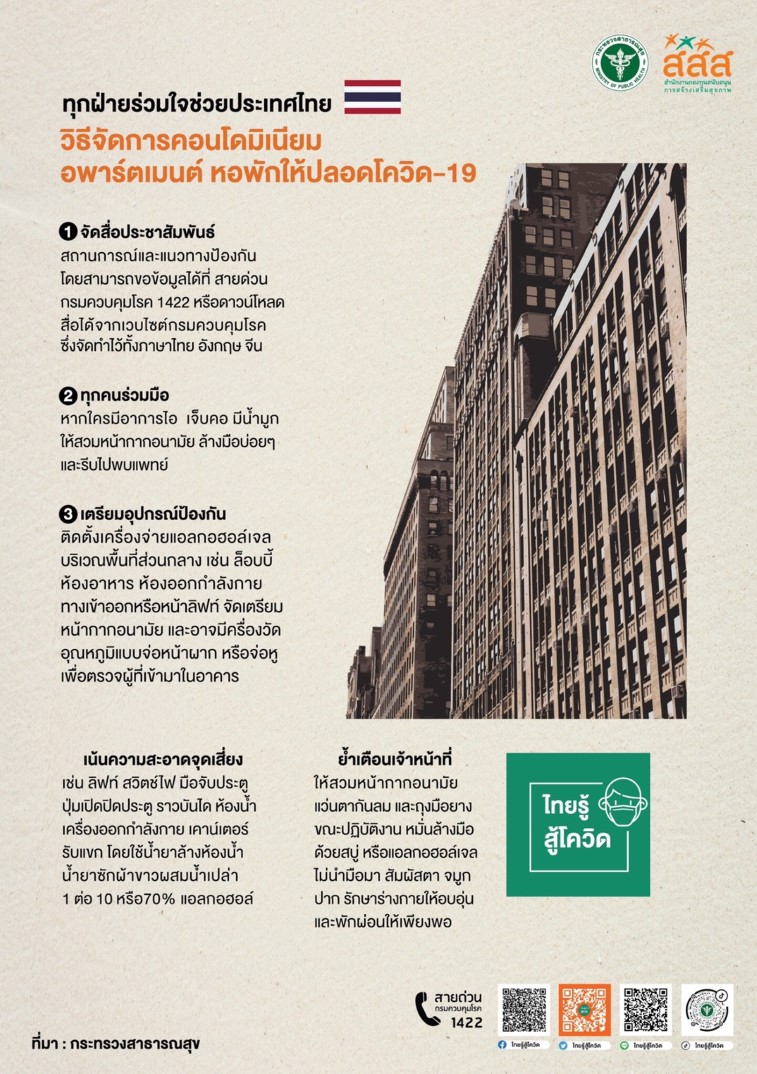 กระทรวงสาธารณสุข
MINISTRY OF PUBLIC HEALTH
สสส
สำนักงานกองทุนสนับสนุน
การสร้างเสริมสุขภาพ
ทุกฝ่ายร่วมใจช่วยประเทศไทย
วิธีจัดการคอนโดมิเนียม
อพาร์ตเมนต์ หอพักให้ปลอดโควิด-19
1 จัดสื่อประชาสัมพันธ์
สถานการณ์และแนวทางป้องกัน
โดยสามารถขอข้อมูลได้ที่ สายด่วน
กรมควบคุมโรค 1422 หรือดาวน์โหลด
สื่อได้จากเวบไซต์กรมควบคุมโรค
ซึ่งจัดทำไว้ทั้งภาษาไทย อังกฤษ จีน
2 ทุกคนร่วมมือ
หากใครมีอาการไอ เจ็บคอ มีน้ำมูก
ให้สวมหน้ากากอนามัย ล้างมือบ่อยๆ
และรีบไปพบแพทย์
3 เตรียมอุปกรณ์ป้องกัน
ติดตั้งเครื่องจ่ายแอลกอฮอล์เจล
บริเวณพื้นที่ส่วนกลาง เช่น ล็อบบี้
ห้องอาหาร ห้องออกกำลังกาย
ทางเข้าออกหรือหน้าลิฟท์ จัดเตรียม
หน้ากากอนามัย และอาจมีครื่องวัด
อุณหภูมิแบบจ่อหน้าผาก หรือจ่อหู
เพื่อตรวจผู้ที่เข้ามาในอาคาร
เน้นความสะอาดจุดเสี่ยง
เช่น ลิฟท์ สวิตช์ไฟ มือจับประตู
ปุ่มเปิดปิดประตู ราวบันได ห้องน้ำ
เครื่องออกกำลังกาย เคาน์เตอร์
รับแขก โดยใช้น้ำยาล้างห้องน้ำ
น้ำยาซักผ้าขาวผสมน้ำเปล่า
1 ต่อ 10 หรือ70% แอลกอฮอล์
ย้ำเตือนเจ้าหน้าที่
ให้สวมหน้ากากอนามัย
แว่นตากันลม และถุงมือยาง
ขณะปฏิบัติงาน หมั่นล้างมือ
ด้วยสบู่ หรือแอลกอฮอล์เจล
ไม่นำมือมา สัมผัสตา จมูก
ปาก รักษาร่างกายให้อบอุ่น
และพักผ่อนให้เพียงพอ
ไทยรู้
สู้โควิด
สายด่วน
กรมควบคุมโรค
1422
ไทยรู้สู้โควิด
ไทยรู้สู้โควิด
ไทยรู้สู้โควิด
ไทยรู้สู้โควิด
ที่มา : กระทรวงสาธารณสุข